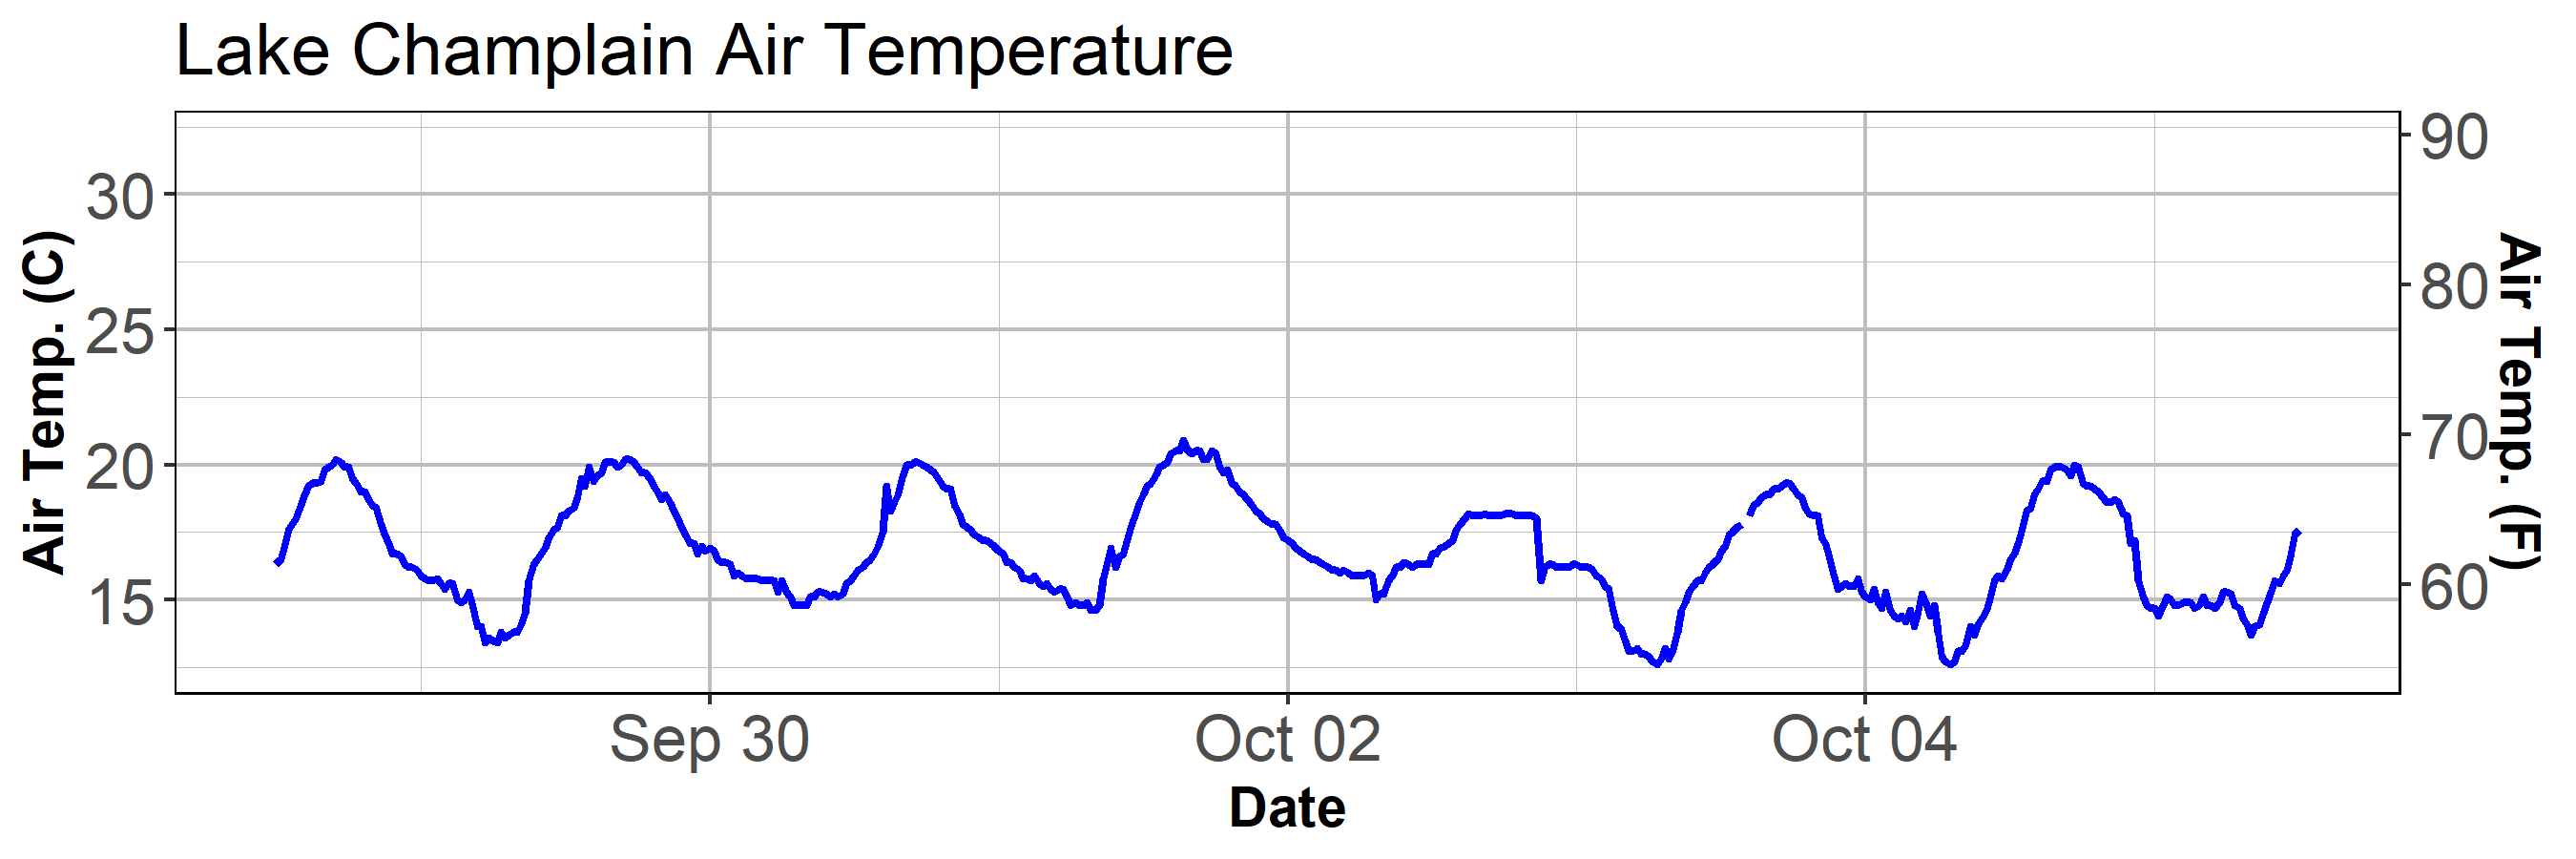 Lake Champlain Air Temperature
Air Temp. (C)
30
25
20
15
90
80
70
60
Air Temp. (F)
Sep 30
Oct 02
Oct 04
Date